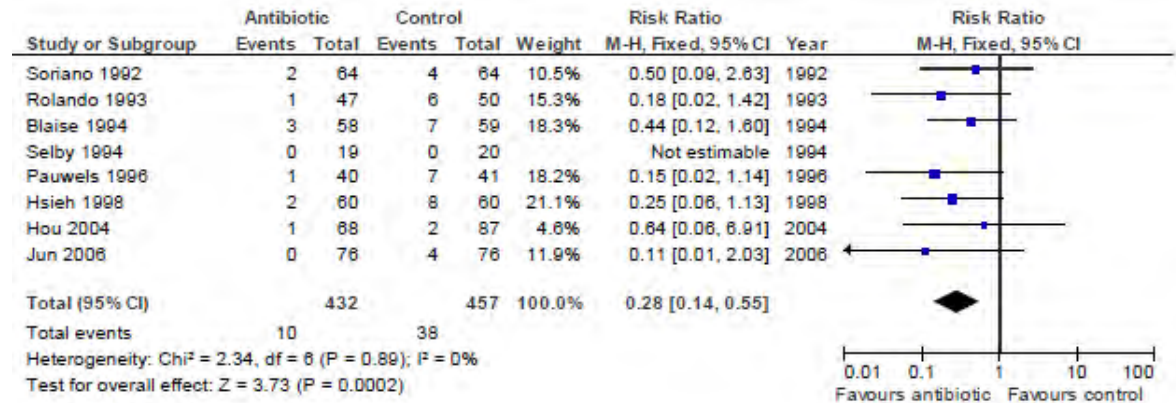 Antibiotic Control Risk Ratio Risk Ratio
Study or Subgroup Events Total Events Total Weight M-H, Fixed, 95% CI Year M-H, Fixed, 95% CI
Soriano 1992 2 64 4 64 10.5% 0.50 [0.09, 2.63] 1992
Rolando 1993 1 47 6 50 15.3% 0.18 [0.02, 1.42] 1993
Blaise 1994 3 58 7 59 18.3% 0.44 [0.12, 1.60] 1994
Selby 1994 0 19 0 20 Not estimable 1994
Pauwels 1996 1 40 7 41 18.2% 0.15 [0.02, 1.14] 1996
Hsieh 1998 2 60 8 60 21.1% 0.25 [0.06, 1.13] 1998
Hou 2004 1 68 2 87 4.6% 0.64 [0.06, 6.91] 2004
Jun 2006 0 76 4 76 11.9% 0.11 [0.01, 2.03] 2006
Total (95% CI) 432 457 100.0% 0.28 [0.14, 0.55]
Total events 10 38
Heterogeneity: Chi² = 2.34, df = 6 (P = 0.89); I² = 0%
Test for overall effect: Z = 3.73 (P = 0.0002)
0.01 0.1 1 10 100
Favours antibiotic Favours control